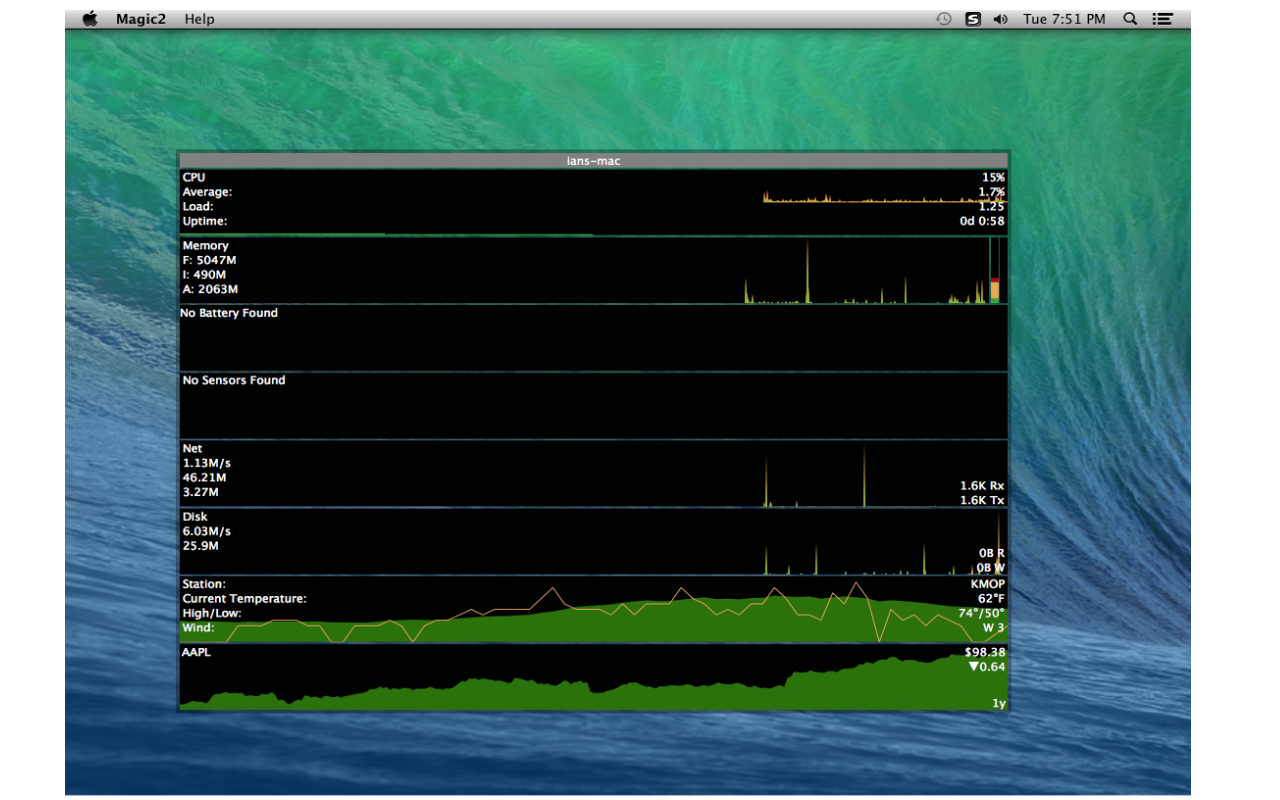 Magic2 Help Tue 7:51 PM
ians-mac
CPU 15%
Average: 1.7%
Load: 1.25
Uptime: 0d 0:58
Memory
F: 5047M
I: 490M
A: 2063M
No Battery Found
No Sensors Found
Net
1.13M/s
46.21M
3.27M
1.6K Rx
1.6K Tx
Disk
6.03M/s
25.9M
0B R
0B W
Station: KMOP
Current Temperature: 62°F
High/Low: 74°/50°
Wind: W 3
AAPL $98.38
▼0.64
1y